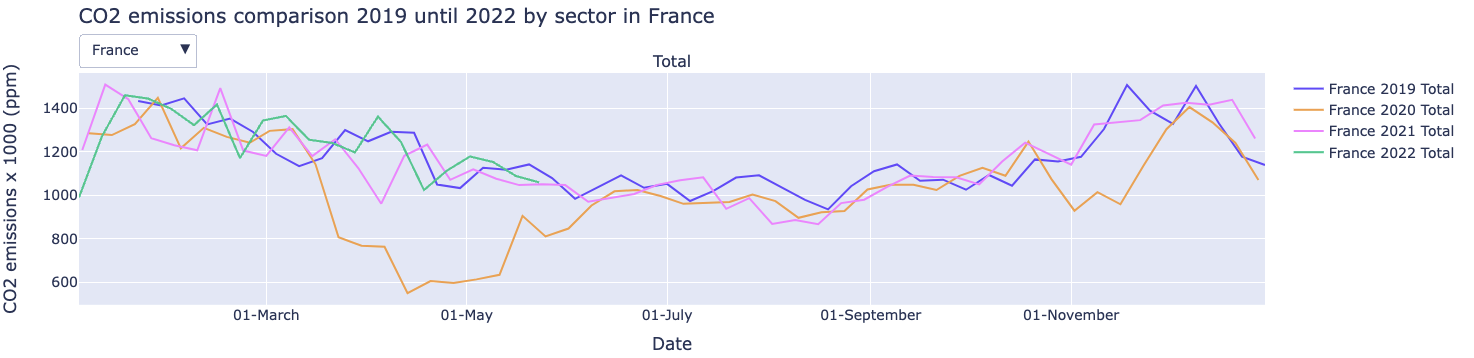 CO2 emissions comparison 2019 until 2022 by sector in France
France ▼
Total
CO2 emissions x 1000 (ppm)
1400
1200
1000
800
600
01-March
01-May
01-July
01-September
01-November
Date
France 2019 Total
France 2020 Total
France 2021 Total
France 2022 Total